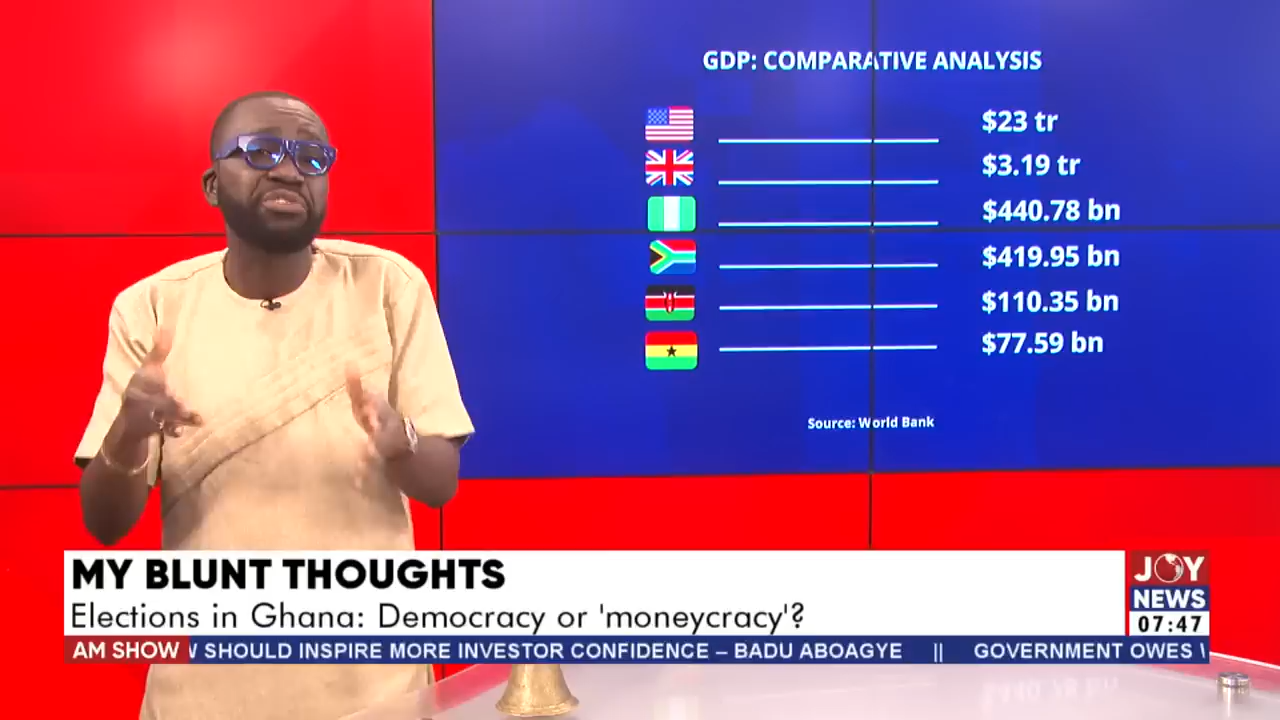 GDP: COMPARATIVE ANALYSIS
$23 tr
$3.19 tr
$440.78 bn
$419.95 bn
$110.35 bn
$77.59 bn
Source: World Bank
MY BLUNT THOUGHTS
Elections in Ghana: Democracy or 'moneycracy'?
JOY
NEWS
07:47
AM SHOW SHOULD INSPIRE MORE INVESTOR CONFIDENCE – BADU ABOAGYE || GOVERNMENT OWES